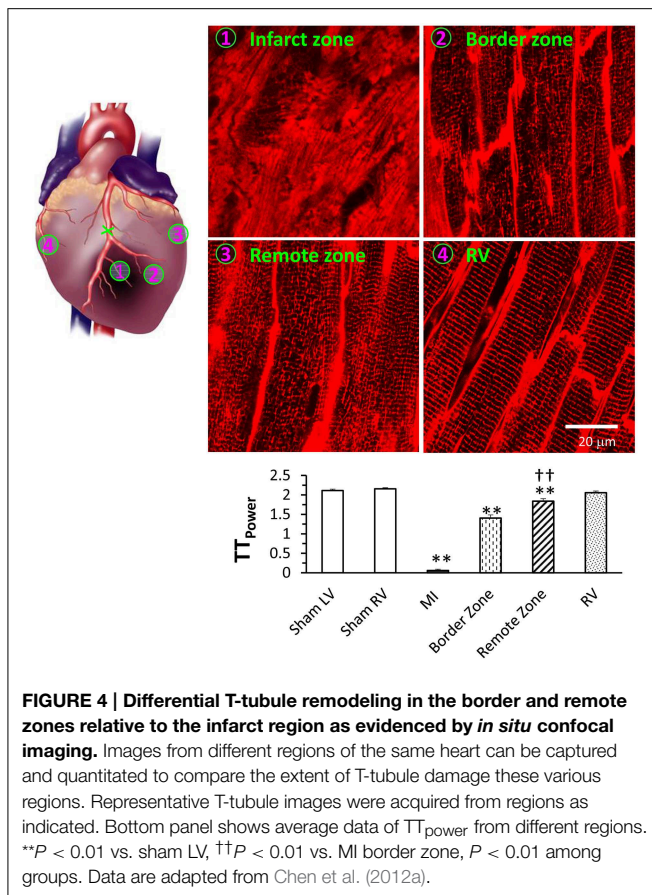 ① Infarct zone
② Border zone
③ Remote zone
④ RV
④
③
①
②
20 µm
TTPower
2.5
2
1.5
1
0.5
0
**
**
††
**
Sham LV
Sham RV
MI
Border Zone
Remote Zone
RV
FIGURE 4 | Differential T-tubule remodeling in the border and remote
zones relative to the infarct region as evidenced by in situ confocal
imaging. Images from different regions of the same heart can be captured
and quantitated to compare the extent of T-tubule damage these various
regions. Representative T-tubule images were acquired from regions as
indicated. Bottom panel shows average data of TTpower from different regions.
**P < 0.01 vs. sham LV, ††P < 0.01 vs. MI border zone, P < 0.01 among
groups. Data are adapted from Chen et al. (2012a).